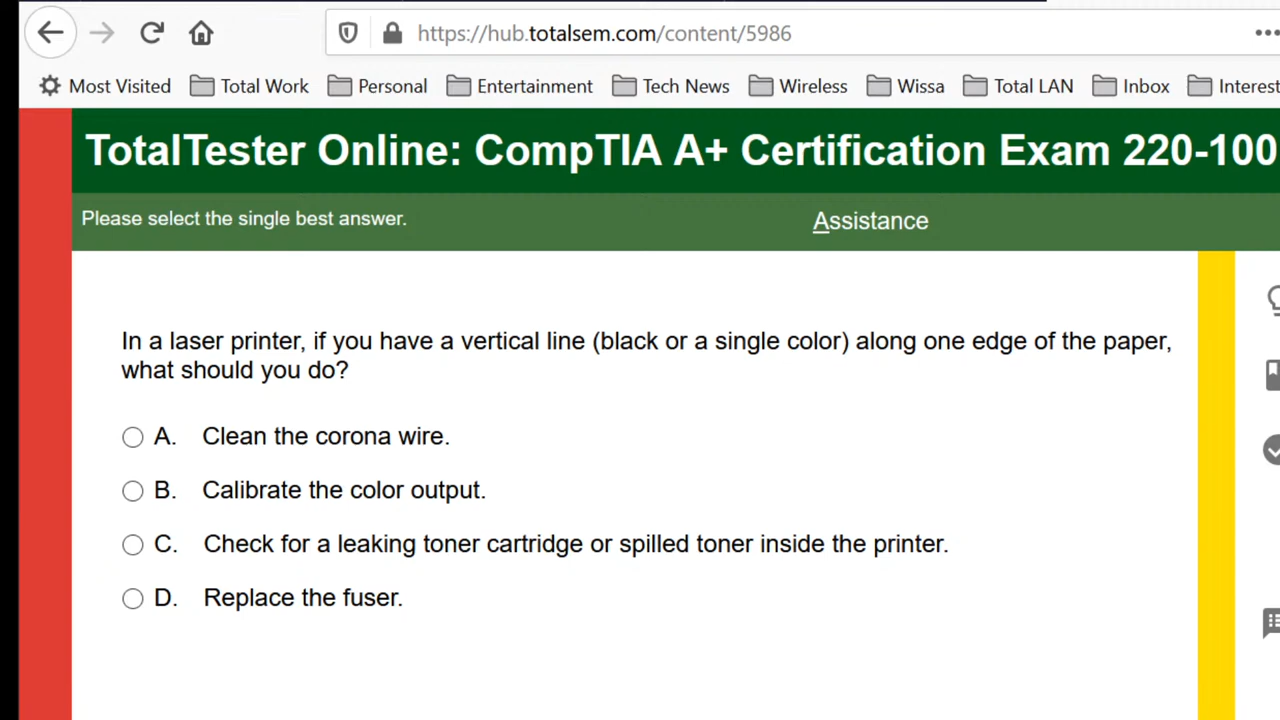 https://hub.totalsem.com/content/5986
Most Visited Total Work Personal Entertainment Tech News Wireless Wissa Total LAN Inbox Interest
TotalTester Online: CompTIA A+ Certification Exam 220-100
Please select the single best answer. Assistance
In a laser printer, if you have a vertical line (black or a single color) along one edge of the paper,
what should you do?
A. Clean the corona wire.
B. Calibrate the color output.
C. Check for a leaking toner cartridge or spilled toner inside the printer.
D. Replace the fuser.